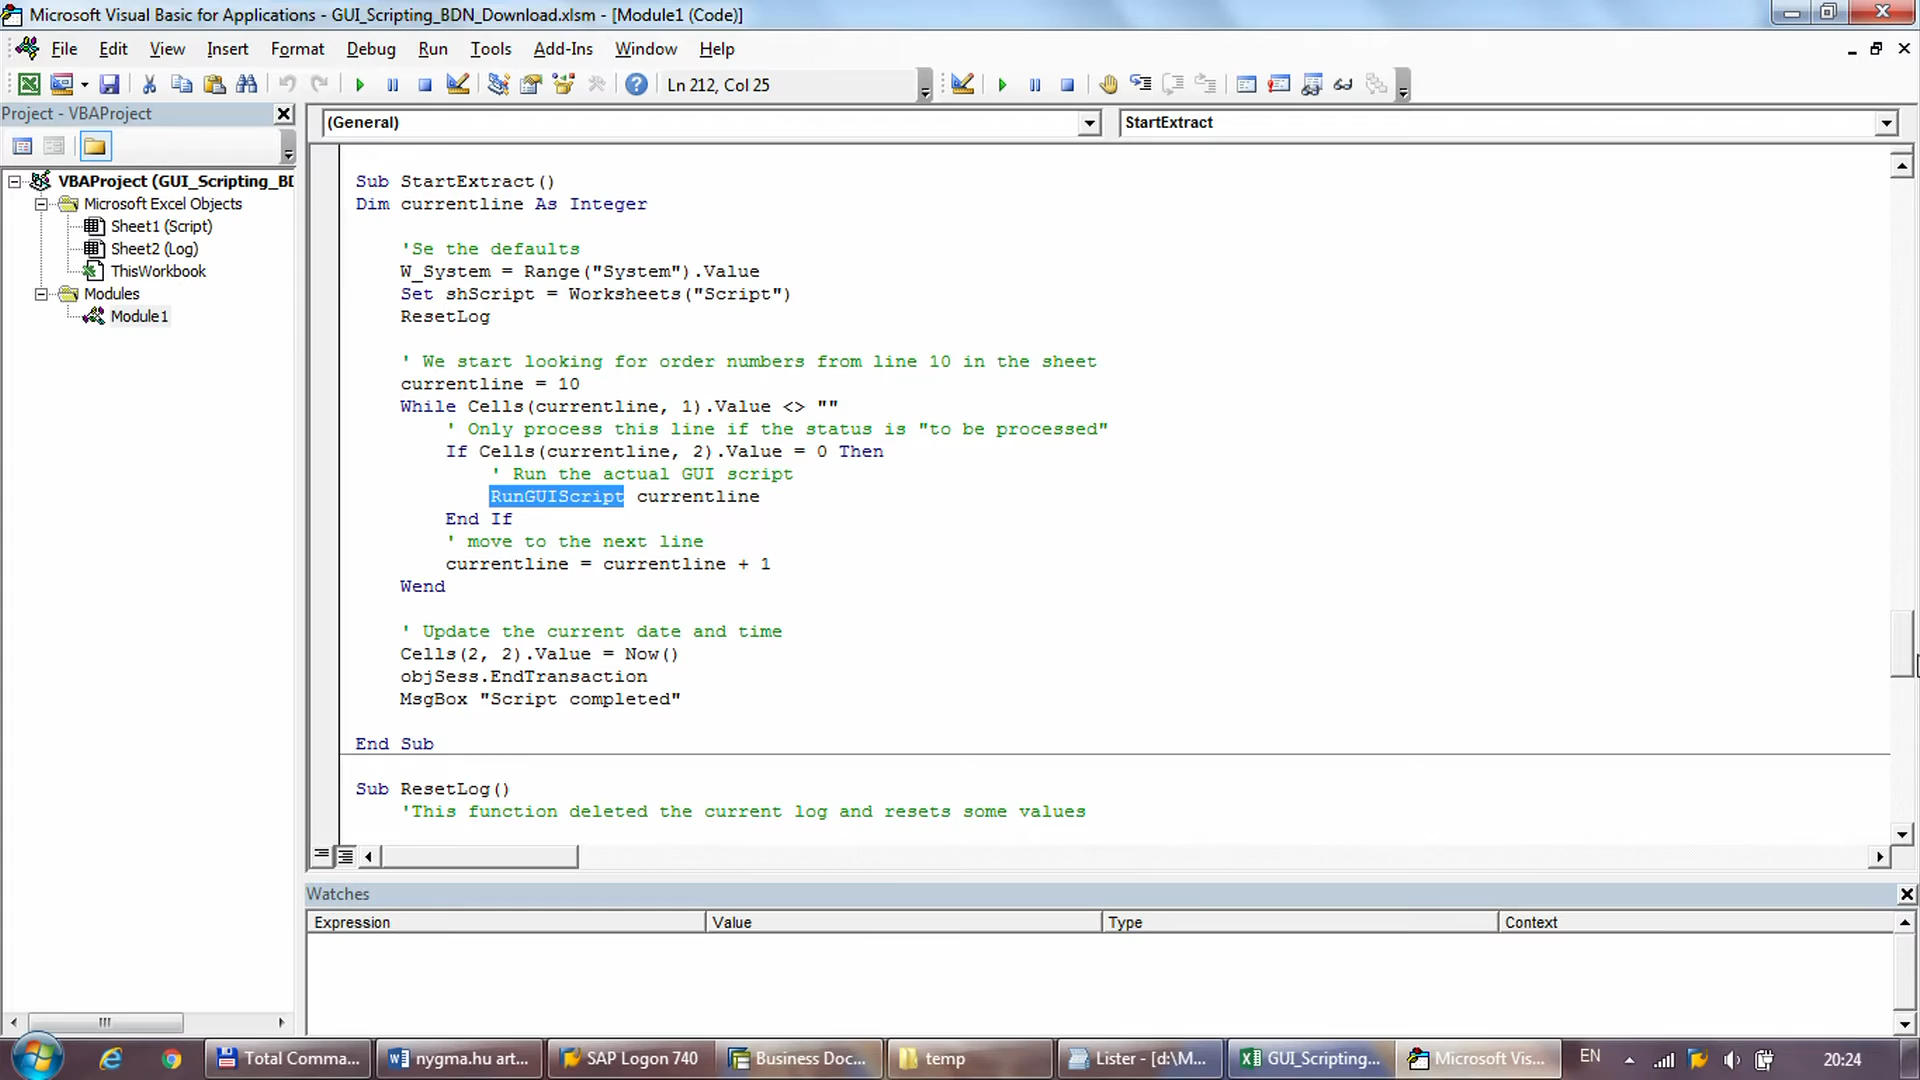 Microsoft Visual Basic for Applications - GUI_Scripting_BDN_Download.xlsm - [Module1 (Code)]
File Edit View Insert Format Debug Run Tools Add-Ins Window Help
Ln 212, Col 25
Project - VBAProject
(General)
StartExtract
VBAProject (GUI_Scripting_BD
Microsoft Excel Objects
Sheet1 (Script)
Sheet2 (Log)
ThisWorkbook
Modules
Module1
Sub StartExtract()
Dim currentline As Integer
'Se the defaults
W_System = Range("System").Value
Set shScript = Worksheets("Script")
ResetLog
' We start looking for order numbers from line 10 in the sheet
currentline = 10
While Cells(currentline, 1).Value <> ""
' Only process this line if the status is "to be processed"
If Cells(currentline, 2).Value = 0 Then
' Run the actual GUI script
RunGUIScript currentline
End If
' move to the next line
currentline = currentline + 1
Wend
' Update the current date and time
Cells(2, 2).Value = Now()
objSess.EndTransaction
MsgBox "Script completed"
End Sub
Sub ResetLog()
'This function deleted the current log and resets some values
Watches
Expression Value Type Context
Total Comma... nygma.hu art... SAP Logon 740 Business Doc... temp Lister - [d:\M... GUI_Scripting... Microsoft Vis... EN 20:24